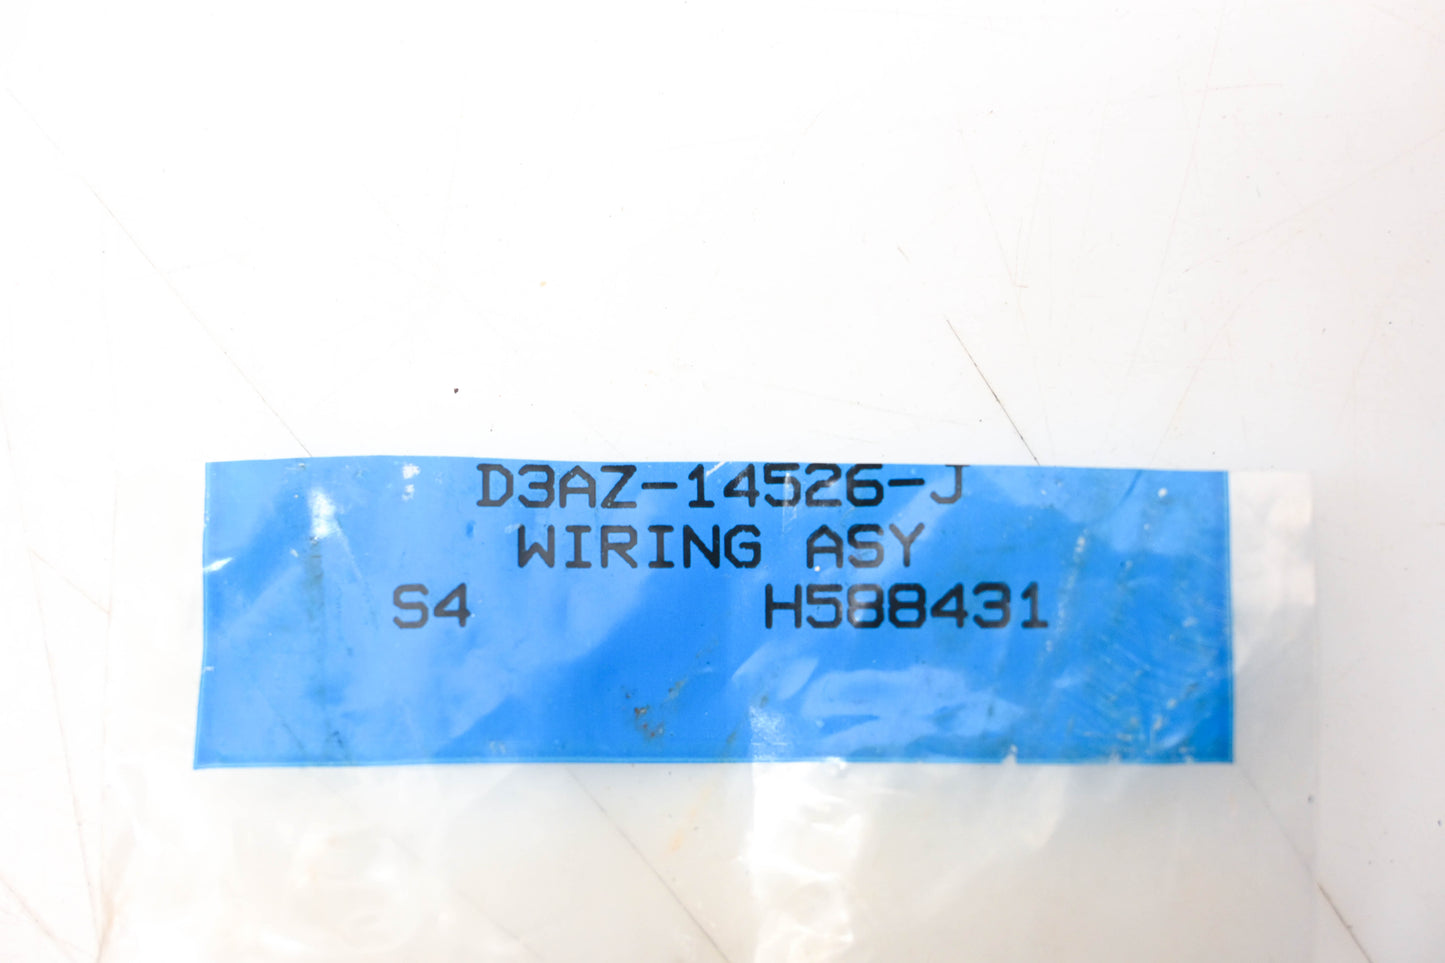 D3AZ-14526-J
WIRING ASY
S4 H588431